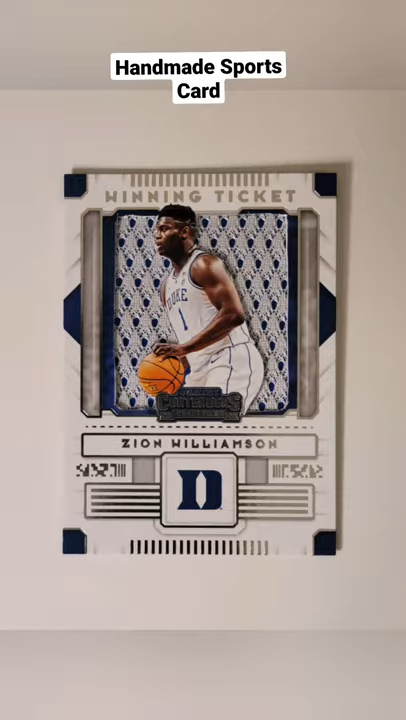 Handmade Sports
Card
WINNING TICKET
DUKE
1
CONTENDERS
ZION WILLIAMSON
D